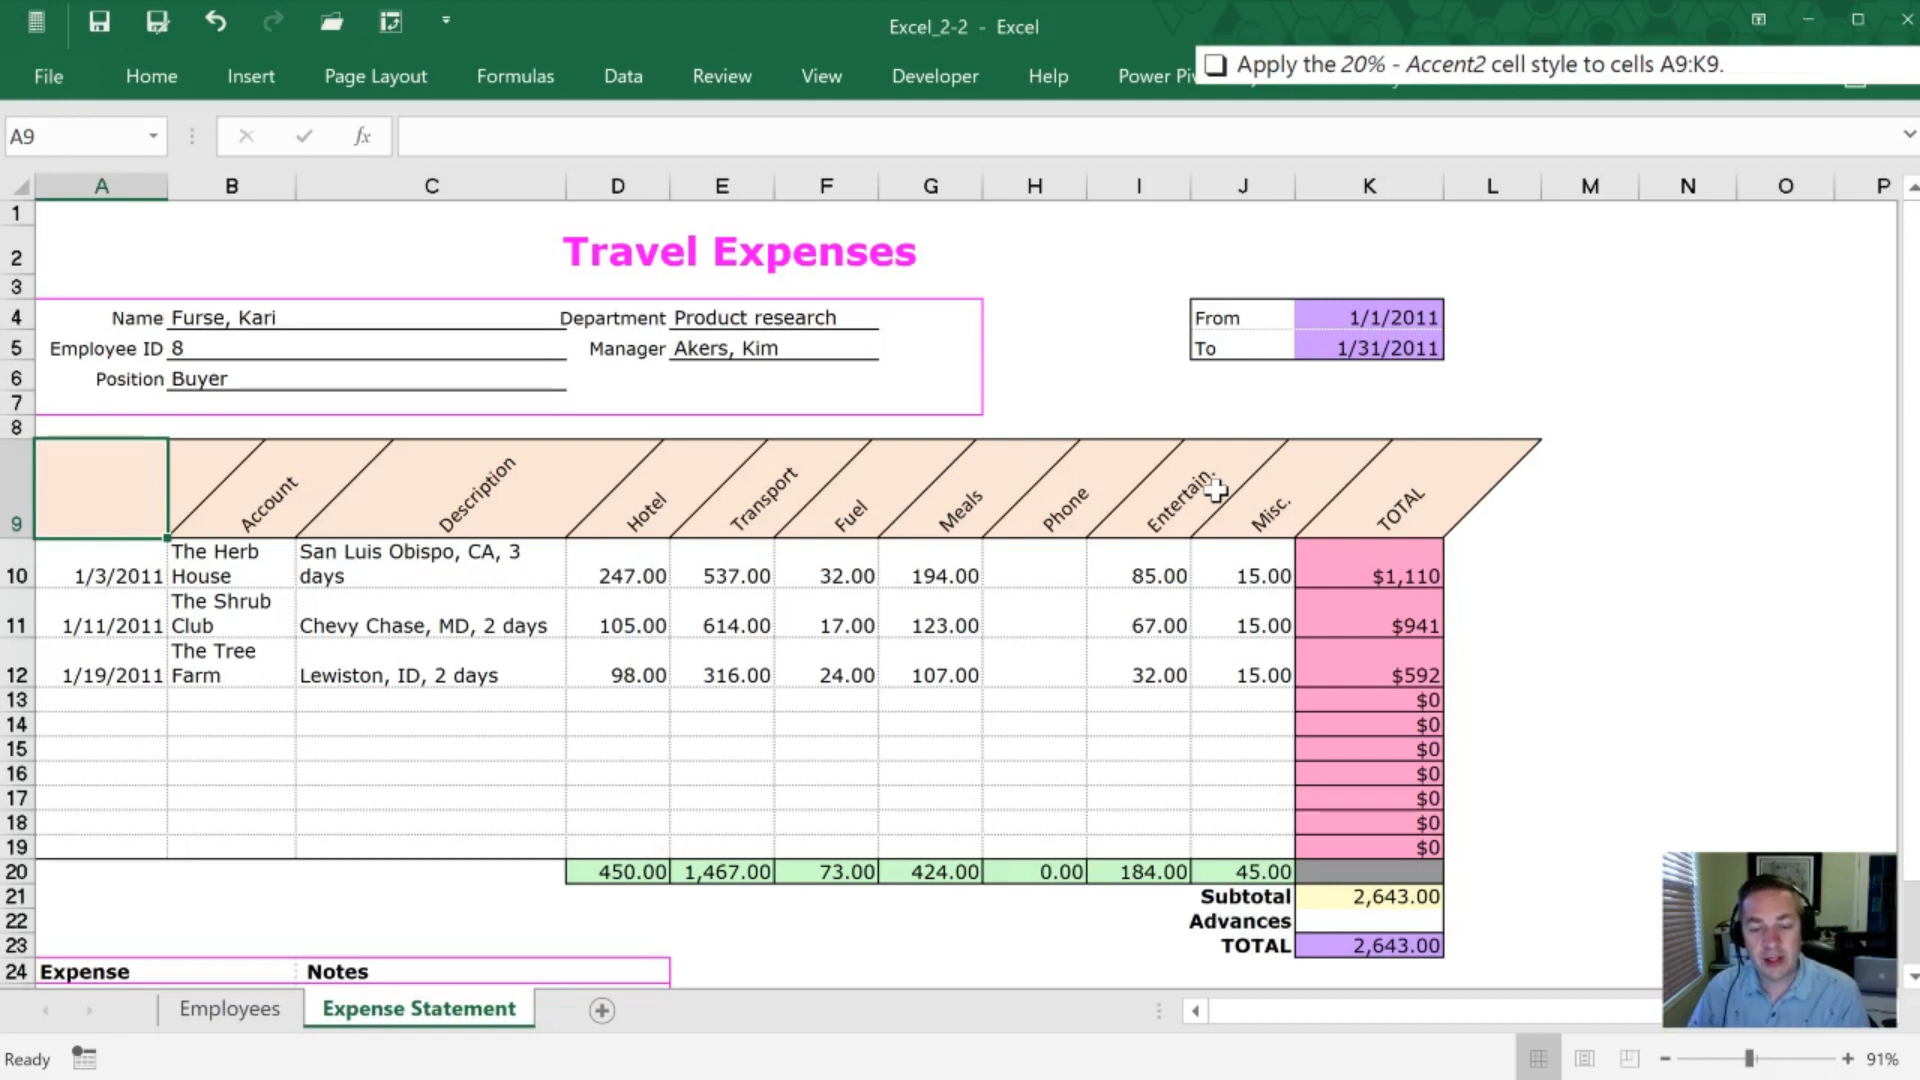 Excel_2-2 - Excel
File Home Insert Page Layout Formulas Data Review View Developer Help Power Piv
Apply the 20% - Accent2 cell style to cells A9:K9.
A9 fx
A B C D E F G H I J K L M N O P
1
2 Travel Expenses
3
4 Name Furse, Kari Department Product research From 1/1/2011
5 Employee ID 8 Manager Akers, Kim To 1/31/2011
6 Position Buyer
7
8
9 Account Description Hotel Transport Fuel Meals Phone Entertain. Misc. TOTAL
10 1/3/2011 The Herb House San Luis Obispo, CA, 3 days 247.00 537.00 32.00 194.00 85.00 15.00 $1,110
11 1/11/2011 The Shrub Club Chevy Chase, MD, 2 days 105.00 614.00 17.00 123.00 67.00 15.00 $941
12 1/19/2011 The Tree Farm Lewiston, ID, 2 days 98.00 316.00 24.00 107.00 32.00 15.00 $592
13 $0
14 $0
15 $0
16 $0
17 $0
18 $0
19 $0
20 450.00 1,467.00 73.00 424.00 0.00 184.00 45.00
21 Subtotal 2,643.00
22 Advances
23 TOTAL 2,643.00
24 Expense Notes
Employees Expense Statement
Ready 91%